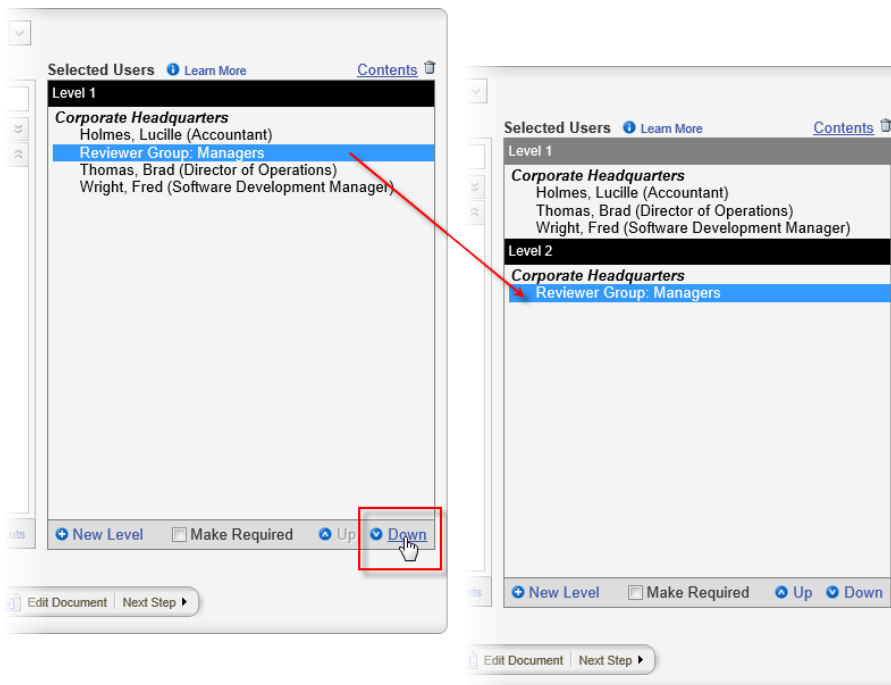 Selected Users Learn More Contents
Level 1
Corporate Headquarters
Holmes, Lucille (Accountant)
Reviewer Group: Managers
Thomas, Brad (Director of Operations)
Wright, Fred (Software Development Manager)
New Level Make Required Up Down
Edit Document Next Step
Selected Users Learn More Contents
Level 1
Corporate Headquarters
Holmes, Lucille (Accountant)
Thomas, Brad (Director of Operations)
Wright, Fred (Software Development Manager)
Level 2
Corporate Headquarters
Reviewer Group: Managers
New Level Make Required Up Down
Edit Document Next Step